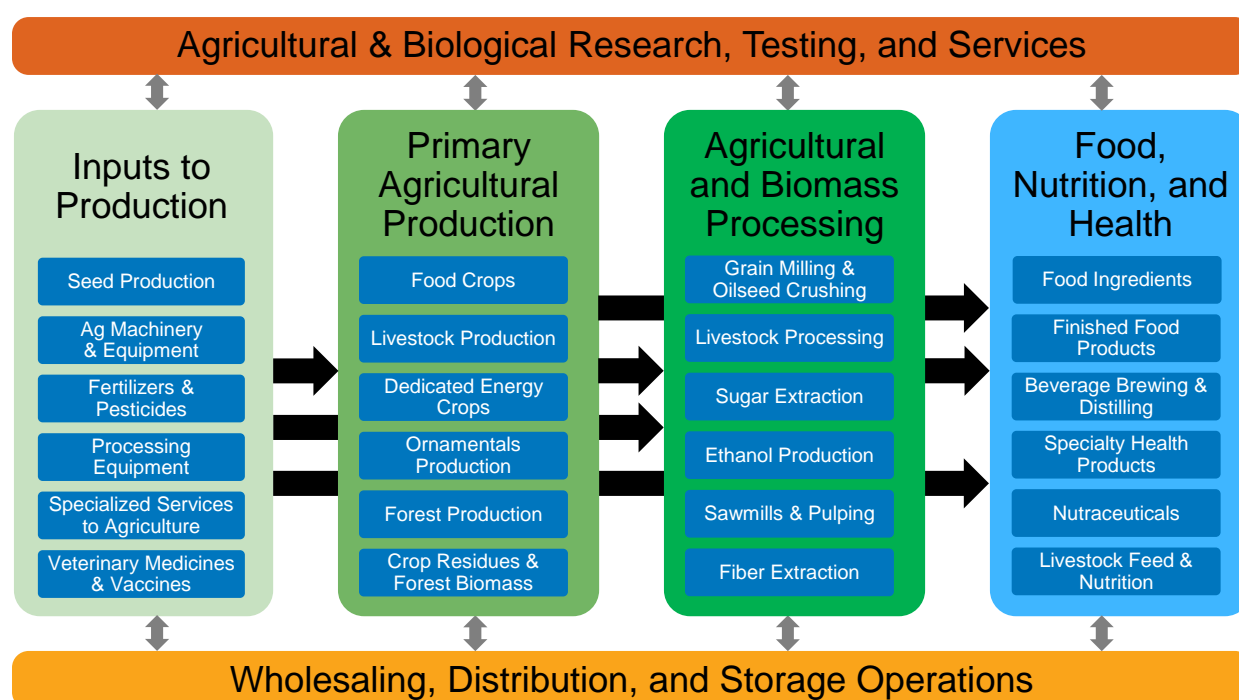 Agricultural & Biological Research, Testing, and Services
Inputs to
Production
Seed Production
Ag Machinery
& Equipment
Fertilizers &
Pesticides
Processing
Equipment
Specialized Services
to Agriculture
Veterinary Medicines
& Vaccines
Primary
Agricultural
Production
Food Crops
Livestock Production
Dedicated Energy
Crops
Ornamentals
Production
Forest Production
Crop Residues &
Forest Biomass
Agricultural
and Biomass
Processing
Grain Milling &
Oilseed Crushing
Livestock Processing
Sugar Extraction
Ethanol Production
Sawmills & Pulping
Fiber Extraction
Food,
Nutrition, and
Health
Food Ingredients
Finished Food
Products
Beverage Brewing &
Distilling
Specialty Health
Products
Nutraceuticals
Livestock Feed &
Nutrition
Wholesaling, Distribution, and Storage Operations